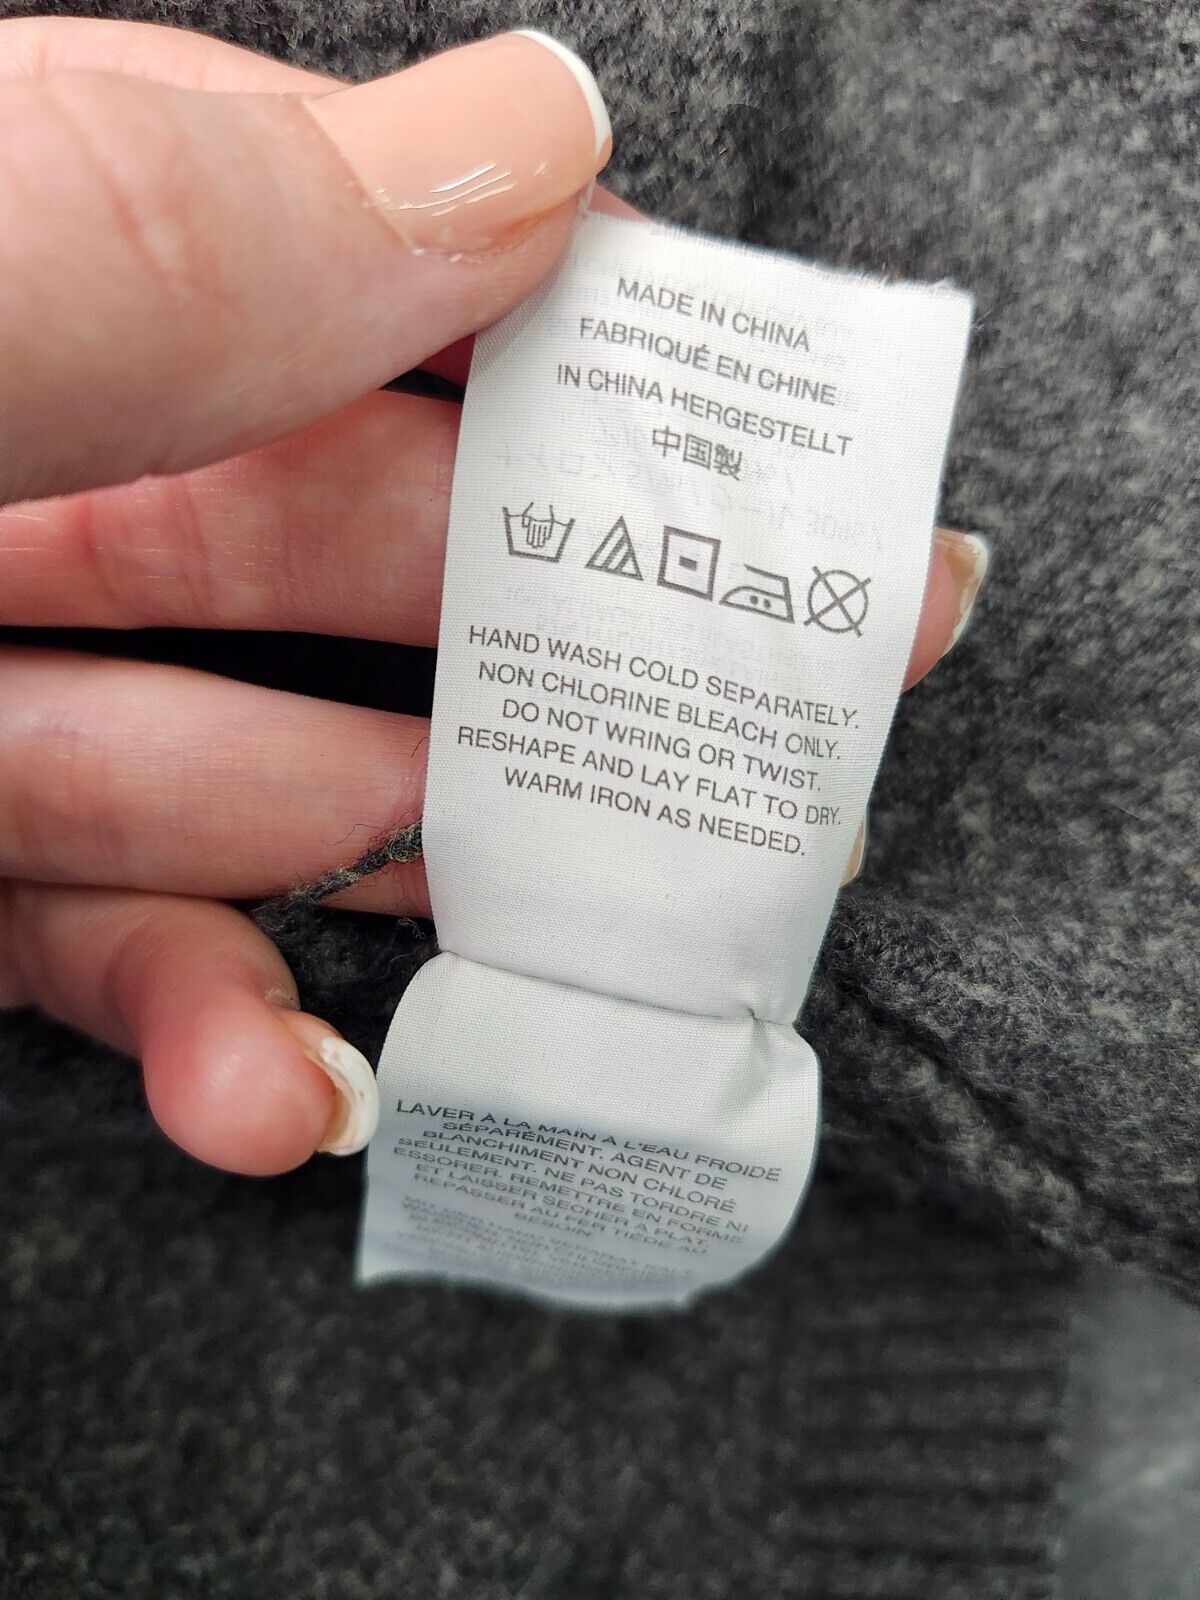 MADE IN CHINA
FABRIQUÉ EN CHINE
IN CHINA HERGESTELLT
中国製
HAND WASH COLD SEPARATELY.
NON CHLORINE BLEACH ONLY.
DO NOT WRING OR TWIST.
RESHAPE AND LAY FLAT TO DRY.
WARM IRON AS NEEDED.
LAVER À LA MAIN À L'EAU FROIDE
SÉPARÉMENT. AGENT DE
BLANCHIMENT NON CHLORÉ
SEULEMENT. NE PAS TORDRE NI
ESSORER. REMETTRE EN FORME
ET LAISSER SÉCHER À PLAT.
REPASSER AU FER TIÈDE AU
BESOIN.